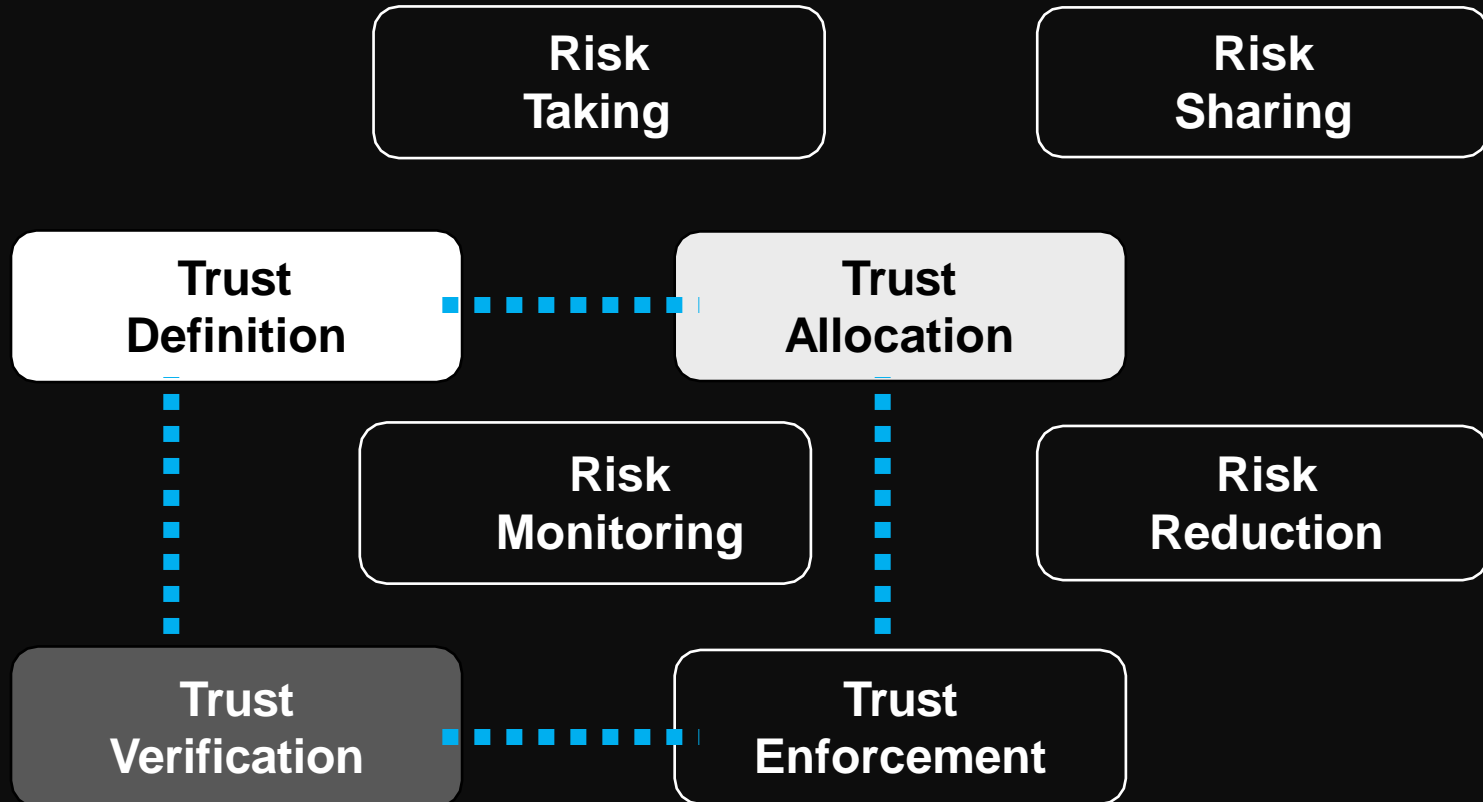 Risk
Taking
Risk
Sharing
Trust
Definition
Trust
Allocation
Risk
Monitoring
Risk
Reduction
Trust
Verification
Trust
Enforcement